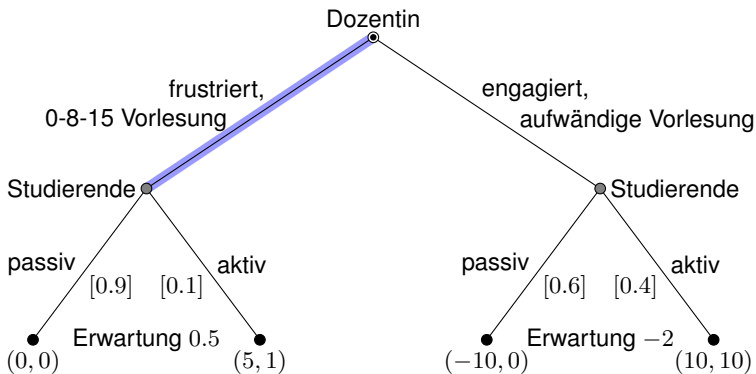 Dozentin
frustriert,
0-8-15 Vorlesung
engagiert,
aufwändige Vorlesung
Studierende
Studierende
passiv
aktiv
passiv
aktiv
[0.9]
[0.1]
[0.6]
[0.4]
Erwartung 0.5
Erwartung −2
(0, 0)
(5, 1)
(−10, 0)
(10, 10)